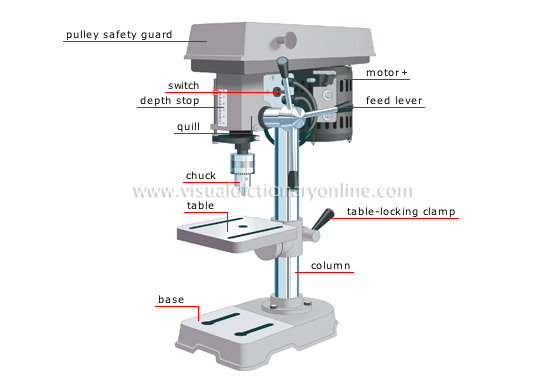 pulley safety guard
motor+
switch
depth stop
feed lever
quill
chuck
www.visualdictionaryonline.com
table
table-locking clamp
column
base